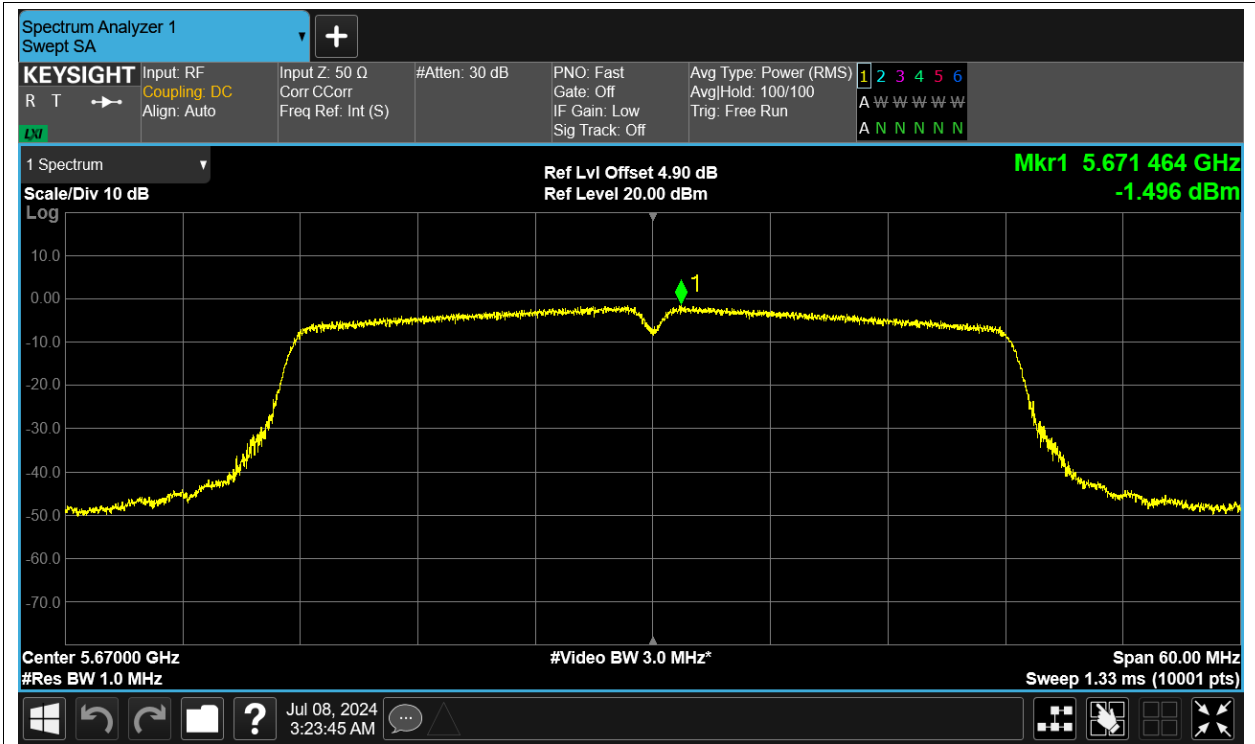 Spectrum Analyzer 1
Swept SA
KEYSIGHT
R T
LXI
Input: RF
Coupling: DC
Align: Auto
Input Z: 50 Ω
Corr CCorr
Freq Ref: Int (S)
#Atten: 30 dB
PNO: Fast
Gate: Off
IF Gain: Low
Sig Track: Off
Avg Type: Power (RMS)
Avg|Hold: 100/100
Trig: Free Run
1 2 3 4 5 6
A W W W W W
A N N N N N
1 Spectrum
Scale/Div 10 dB
Log
Ref Lvl Offset 4.90 dB
Ref Level 20.00 dBm
Mkr1 5.671 464 GHz
-1.496 dBm
1
10.0
0.00
-10.0
-20.0
-30.0
-40.0
-50.0
-60.0
-70.0
Center 5.67000 GHz
#Res BW 1.0 MHz
#Video BW 3.0 MHz*
Span 60.00 MHz
Sweep 1.33 ms (10001 pts)
?
Jul 08, 2024
3:23:45 AM